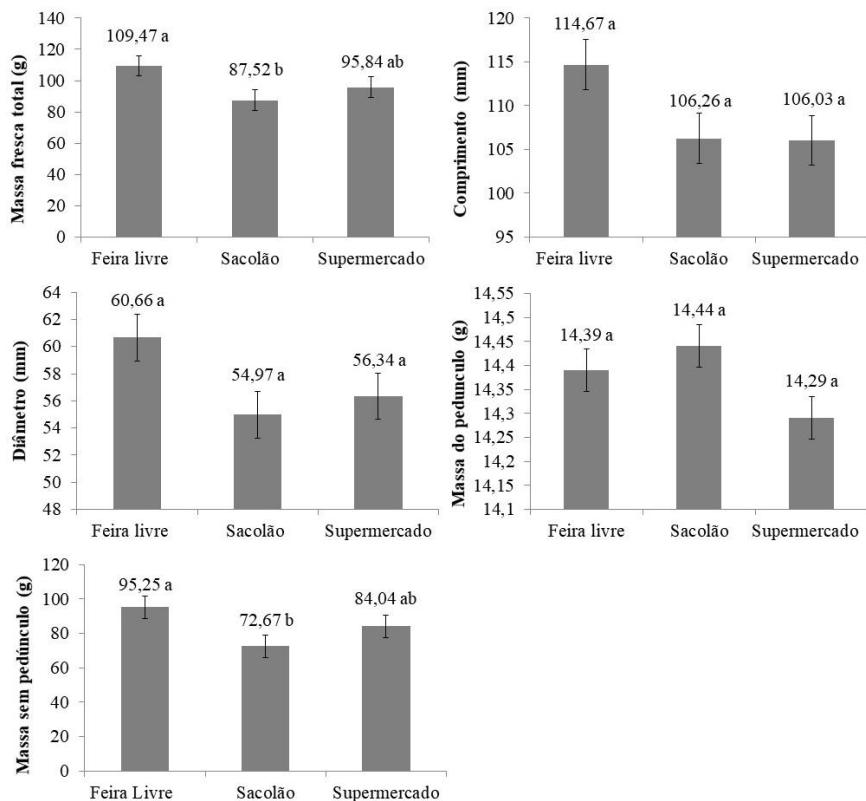 Massa fresca total (g)
140
120
100
80
60
40
20
0
109,47 a
87,52 b
95,84 ab
Feira livre
Sacolão
Supermercado
Comprimento (mm)
120
115
110
105
100
95
114,67 a
106,26 a
106,03 a
Feira livre
Sacolão
Supermercado
Diâmetro (mm)
64
62
60
58
56
54
52
50
48
60,66 a
54,97 a
56,34 a
Feira livre
Sacolão
Supermercado
Massa do pedunculo (g)
14,55
14,5
14,45
14,4
14,35
14,3
14,25
14,2
14,15
14,1
14,39 a
14,44 a
14,29 a
Feira livre
Sacolão
Supermercado
Massa sem pedúnculo (g)
120
100
80
60
40
20
0
95,25 a
72,67 b
84,04 ab
Feira Livre
Sacolão
Supermercado